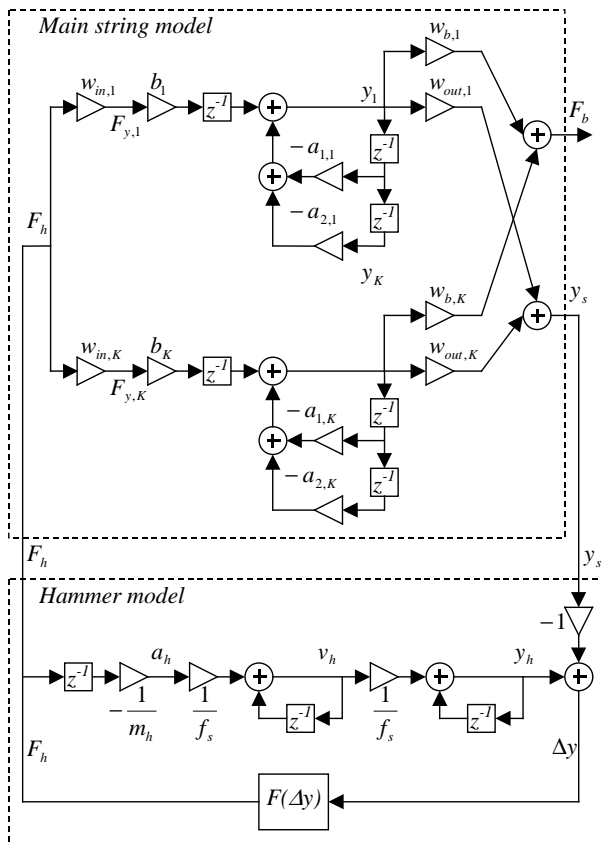 Main string model
w_{in,1}
b_1
z^{-1}
+
y_1
w_{b,1}
w_{out,1}
F_b
+
F_{y,1}
z^{-1}
−a_{1,1}
+
z^{-1}
−a_{2,1}
F_h
y_K
w_{b,K}
y_s
+
w_{in,K}
b_K
z^{-1}
+
w_{out,K}
F_{y,K}
z^{-1}
−a_{1,K}
+
z^{-1}
−a_{2,K}
F_h
y_s
Hammer model
−1
z^{-1}
a_h
+
v_h
+
y_h
+
−1/m_h
1/f_s
z^{-1}
1/f_s
z^{-1}
F_h
Δy
F(Δy)